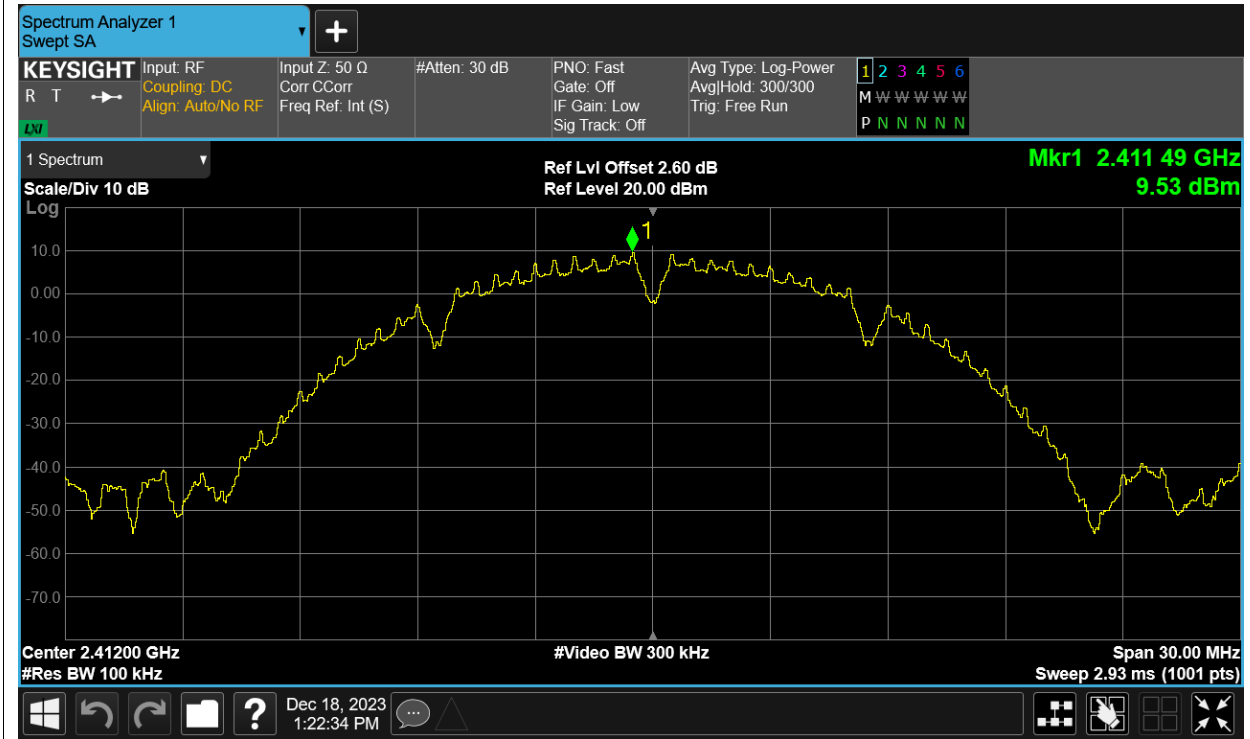 Spectrum Analyzer 1
Swept SA
KEYSIGHT
R T
LXI
Input: RF
Coupling: DC
Align: Auto/No RF
Input Z: 50 Ω
Corr CCorr
Freq Ref: Int (S)
#Atten: 30 dB
PNO: Fast
Gate: Off
IF Gain: Low
Sig Track: Off
Avg Type: Log-Power
Avg|Hold: 300/300
Trig: Free Run
1 2 3 4 5 6
M W W W W W W
P N N N N N N
1 Spectrum
Scale/Div 10 dB
Log
Ref Lvl Offset 2.60 dB
Ref Level 20.00 dBm
Mkr1 2.411 49 GHz
9.53 dBm
1
10.0
0.00
-10.0
-20.0
-30.0
-40.0
-50.0
-60.0
-70.0
Center 2.41200 GHz
#Res BW 100 kHz
#Video BW 300 kHz
Span 30.00 MHz
Sweep 2.93 ms (1001 pts)
?
Dec 18, 2023
1:22:34 PM